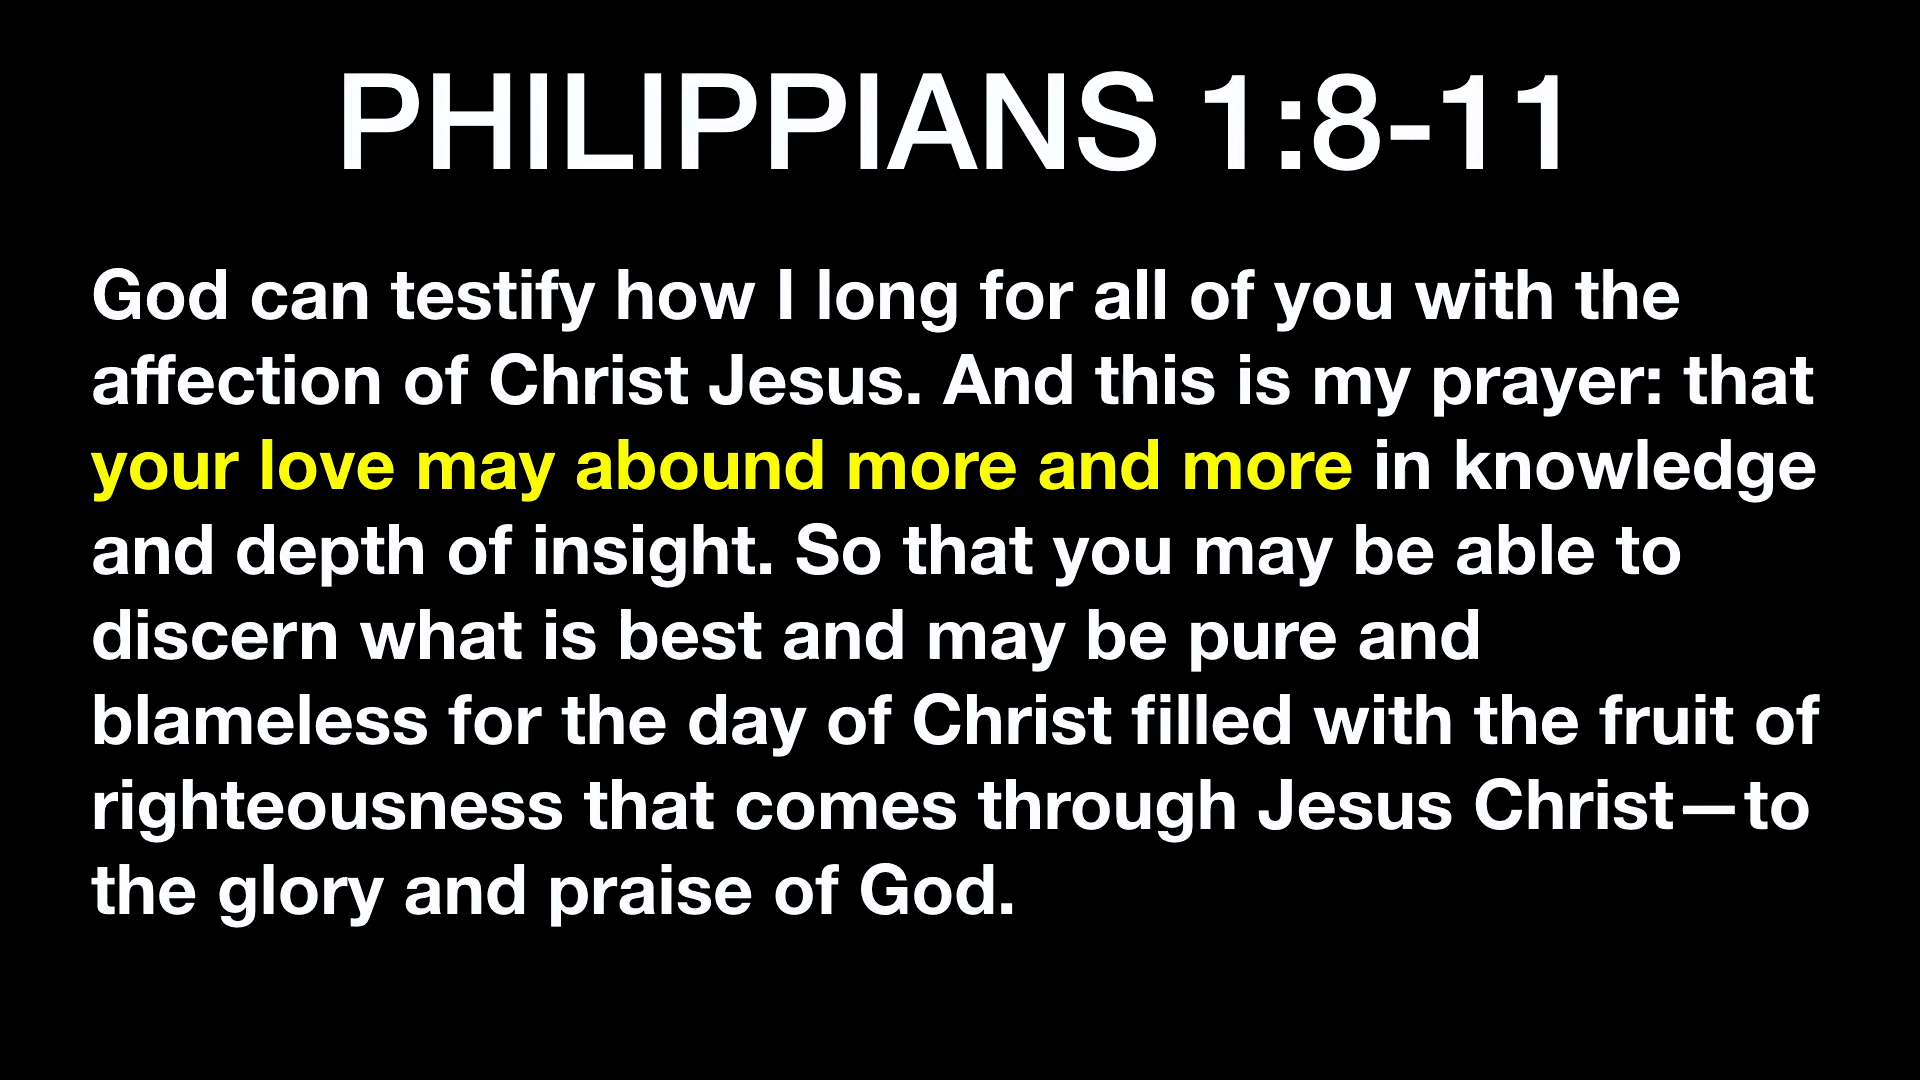 PHILIPPIANS 1:8-11
God can testify how I long for all of you with the
affection of Christ Jesus. And this is my prayer: that
your love may abound more and more in knowledge
and depth of insight. So that you may be able to
discern what is best and may be pure and
blameless for the day of Christ filled with the fruit of
righteousness that comes through Jesus Christ—to
the glory and praise of God.